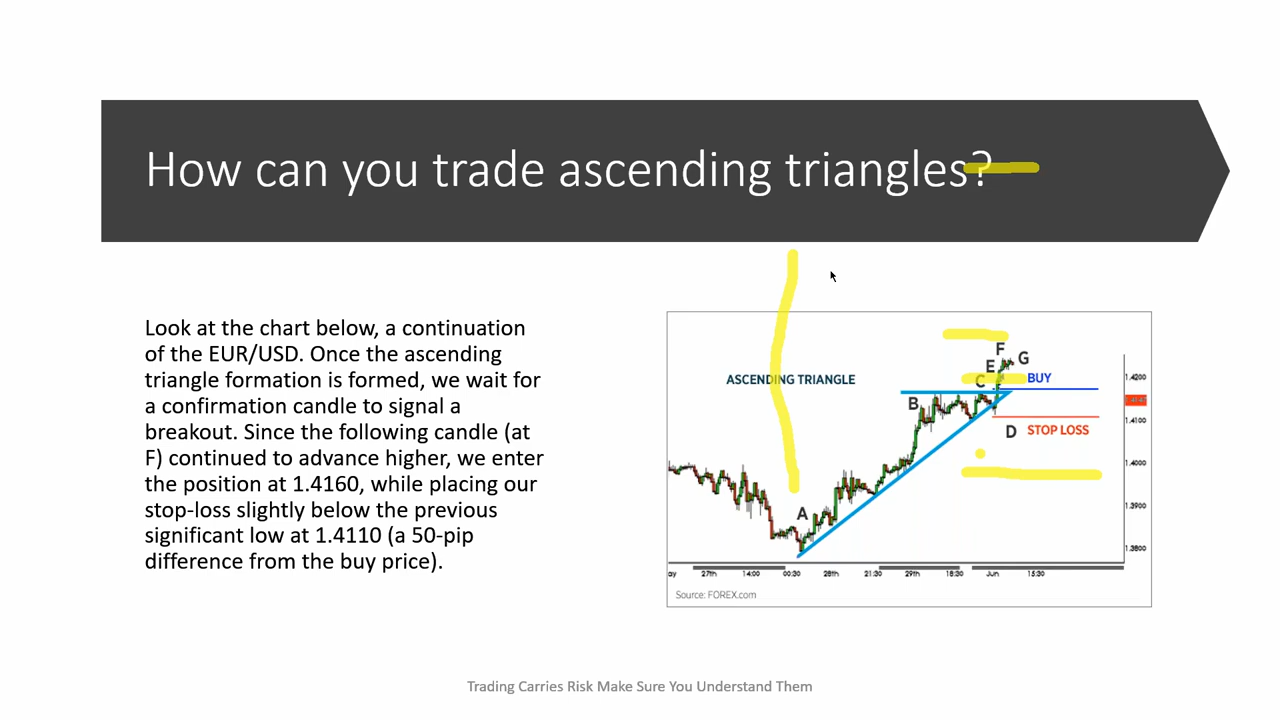 How can you trade ascending triangles?
Look at the chart below, a continuation
of the EUR/USD. Once the ascending
triangle formation is formed, we wait for
a confirmation candle to signal a
breakout. Since the following candle (at
F) continued to advance higher, we enter
the position at 1.4160, while placing our
stop-loss slightly below the previous
significant low at 1.4110 (a 50-pip
difference from the buy price).
F
G
E
ASCENDING TRIANGLE
C
BUY
1.4200
B
1.4100
D
STOP LOSS
1.4000
A
1.3900
1.3800
ay 27th 14:00 00:30 28th 21:30 29th 18:30 Jun 15:30
Source: FOREX.com
Trading Carries Risk Make Sure You Understand Them